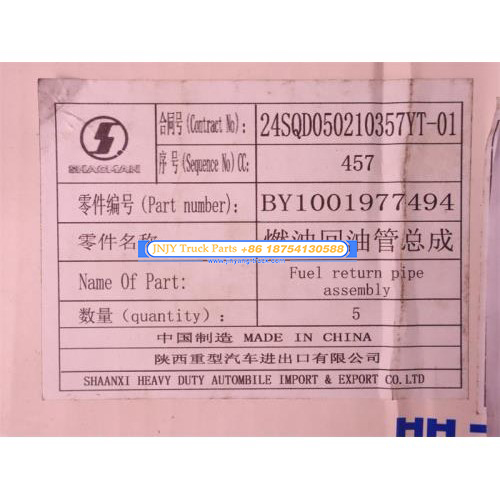 SHACMAN
合同号(Contract No): 24SQD050210357YT-01
序号(Sequence No)CC: 457
零件编号(Part number): BY1001977494
零件名称 燃油回油管总成
JNJY Truck Parts +86 18754130588
Name Of Part: Fuel return pipe
assembly
数量(quantity): 5
中国制造 MADE IN CHINA
陕西重型汽车进出口有限公司
SHAANXI HEAVY DUTY AUTOMBILE IMPORT & EXPORT CO.LTD